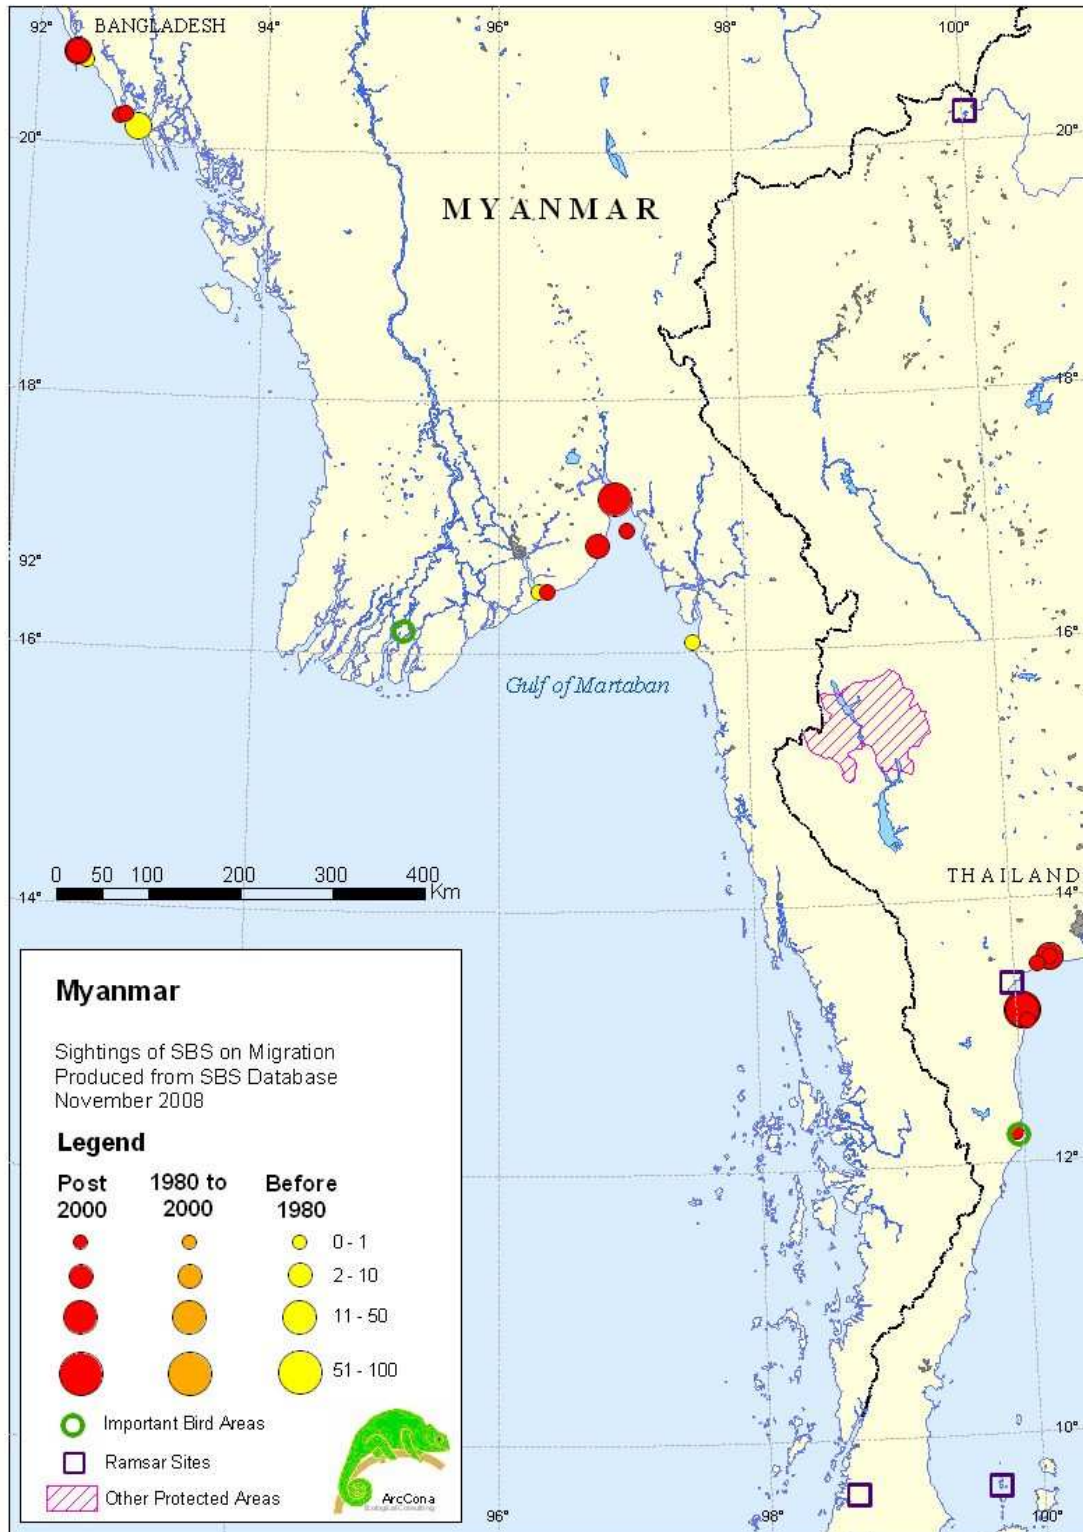 92°
BANGLADESH
94°
96°
98°
100°
20°
20°
MYANMAR
18°
18°
92°
16°
16°
Gulf of Martaban
0 50 100 200 300 400
Km
THAILAND
14°
14°
Myanmar
Sightings of SBS on Migration
Produced from SBS Database
November 2008
Legend
Post 2000
1980 to 2000
Before 1980
0 - 1
2 - 10
11 - 50
51 - 100
Important Bird Areas
Ramsar Sites
Other Protected Areas
ArcCona
Ecological Consulting
12°
10°
96°
98°
100°